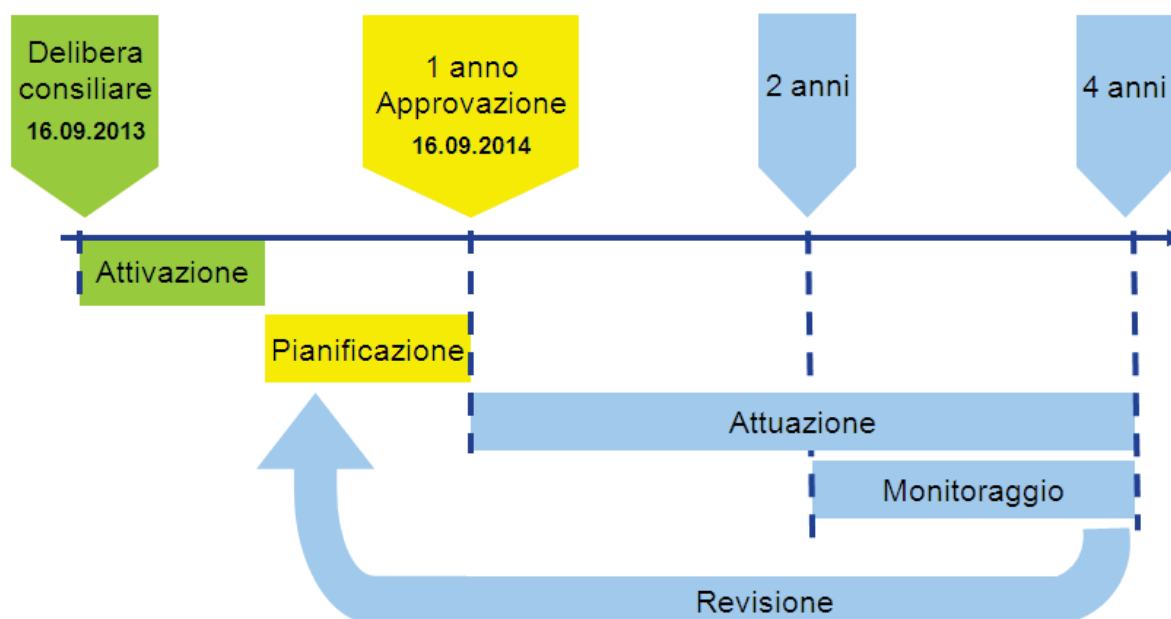 Delibera
consiliare
16.09.2013
1 anno
Approvazione
16.09.2014
2 anni
4 anni
Attivazione
Pianificazione
Attuazione
Monitoraggio
Revisione